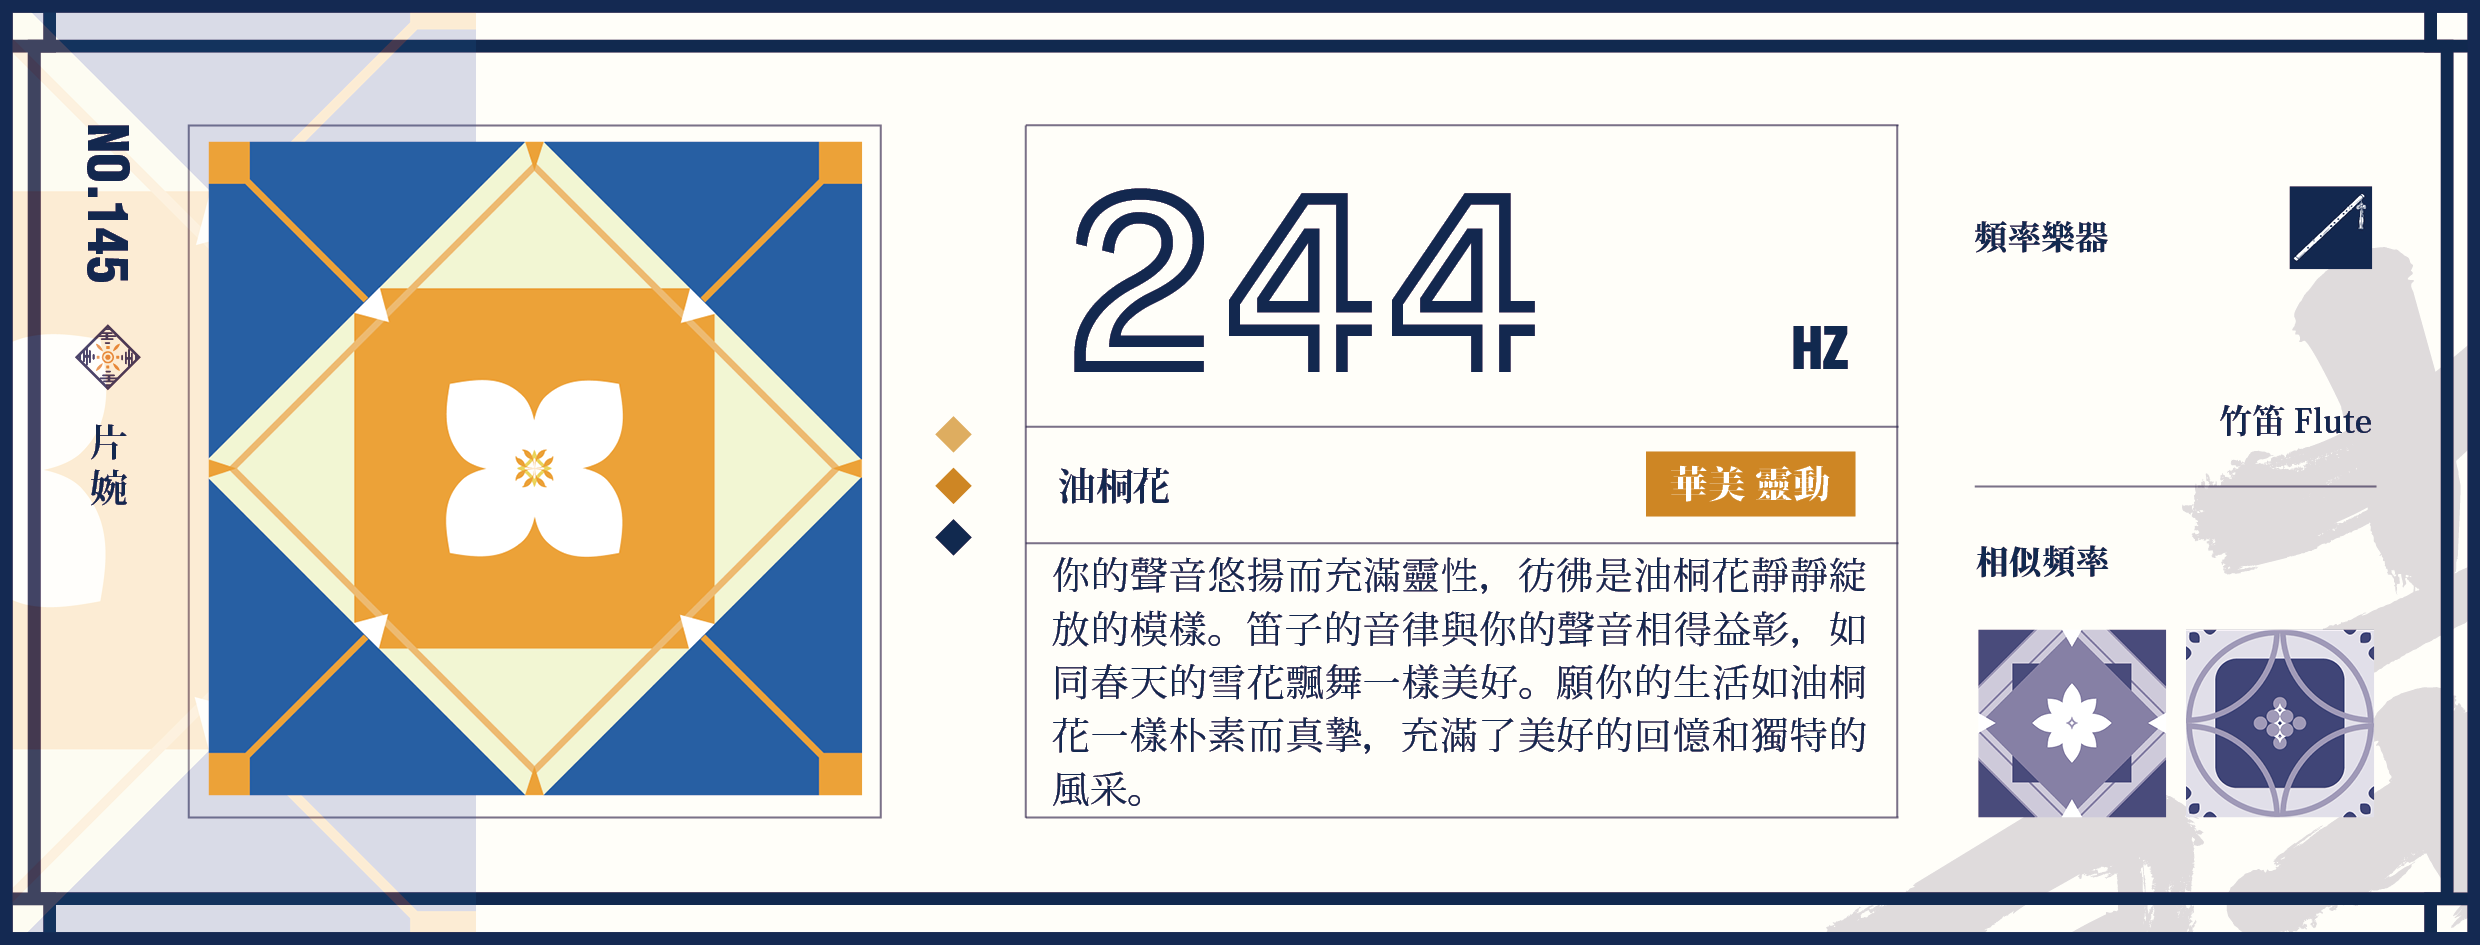 NO.145
片婉
244
HZ
油桐花
華美 靈動
你的聲音悠揚而充滿靈性，彷彿是油桐花靜靜綻
放的模樣。笛子的音律與你的聲音相得益彰，如
同春天的雪花飄舞一樣美好。願你的生活如油桐
花一樣朴素而真摯，充滿了美好的回憶和獨特的
風采。
頻率樂器
竹笛 Flute
相似頻率